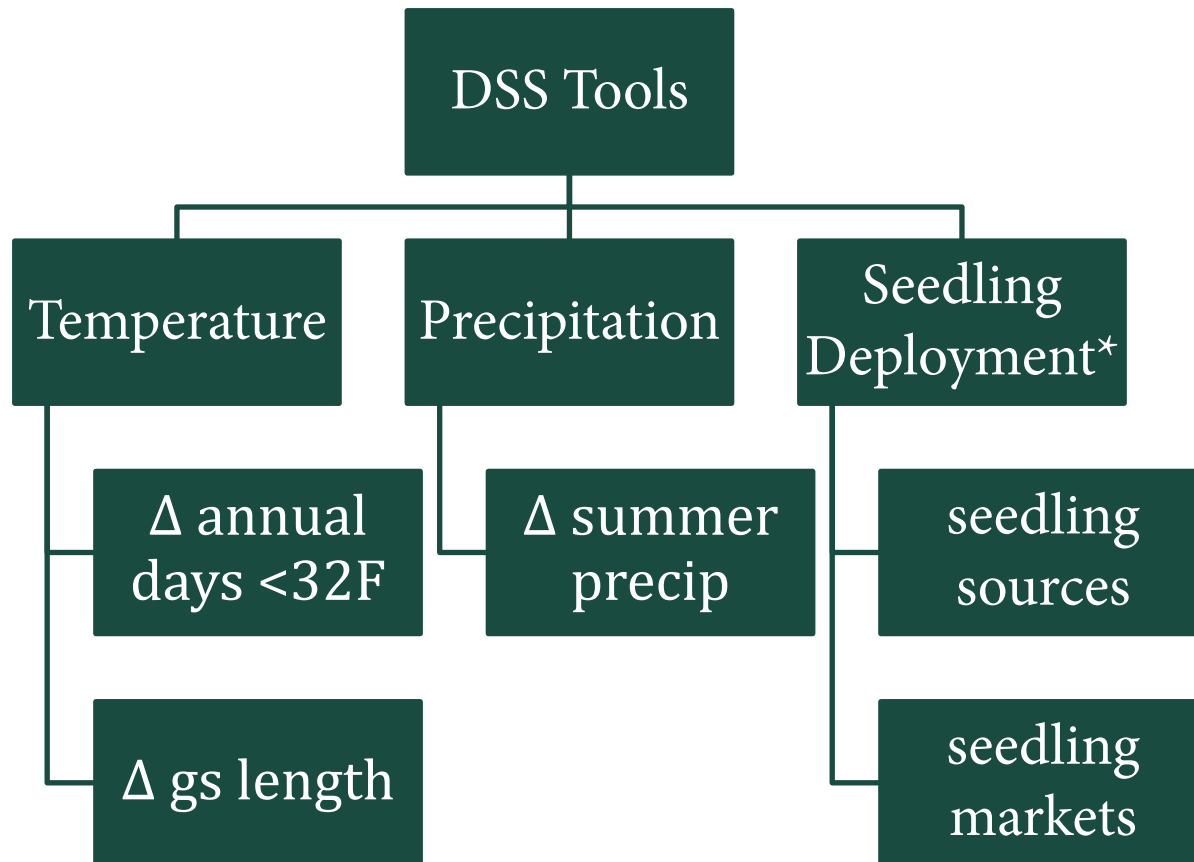 DSS Tools
Temperature
Precipitation
Seedling
Deployment*
Δ annual
days <32F
Δ summer
precip
seedling
sources
Δ gs length
seedling
markets